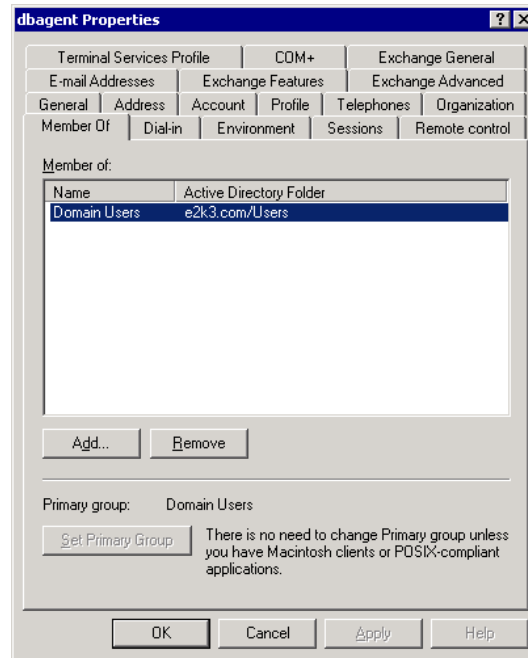 dbagent Properties
Terminal Services Profile COM+ Exchange General
E-mail Addresses Exchange Features Exchange Advanced
General Address Account Profile Telephones Organization
Member Of Dial-in Environment Sessions Remote control
Member of:
Name Active Directory Folder
Domain Users e2k3.com/Users
Add... Remove
Primary group: Domain Users
Set Primary Group There is no need to change Primary group unless
you have Macintosh clients or POSIX-compliant
applications.
OK Cancel Apply Help